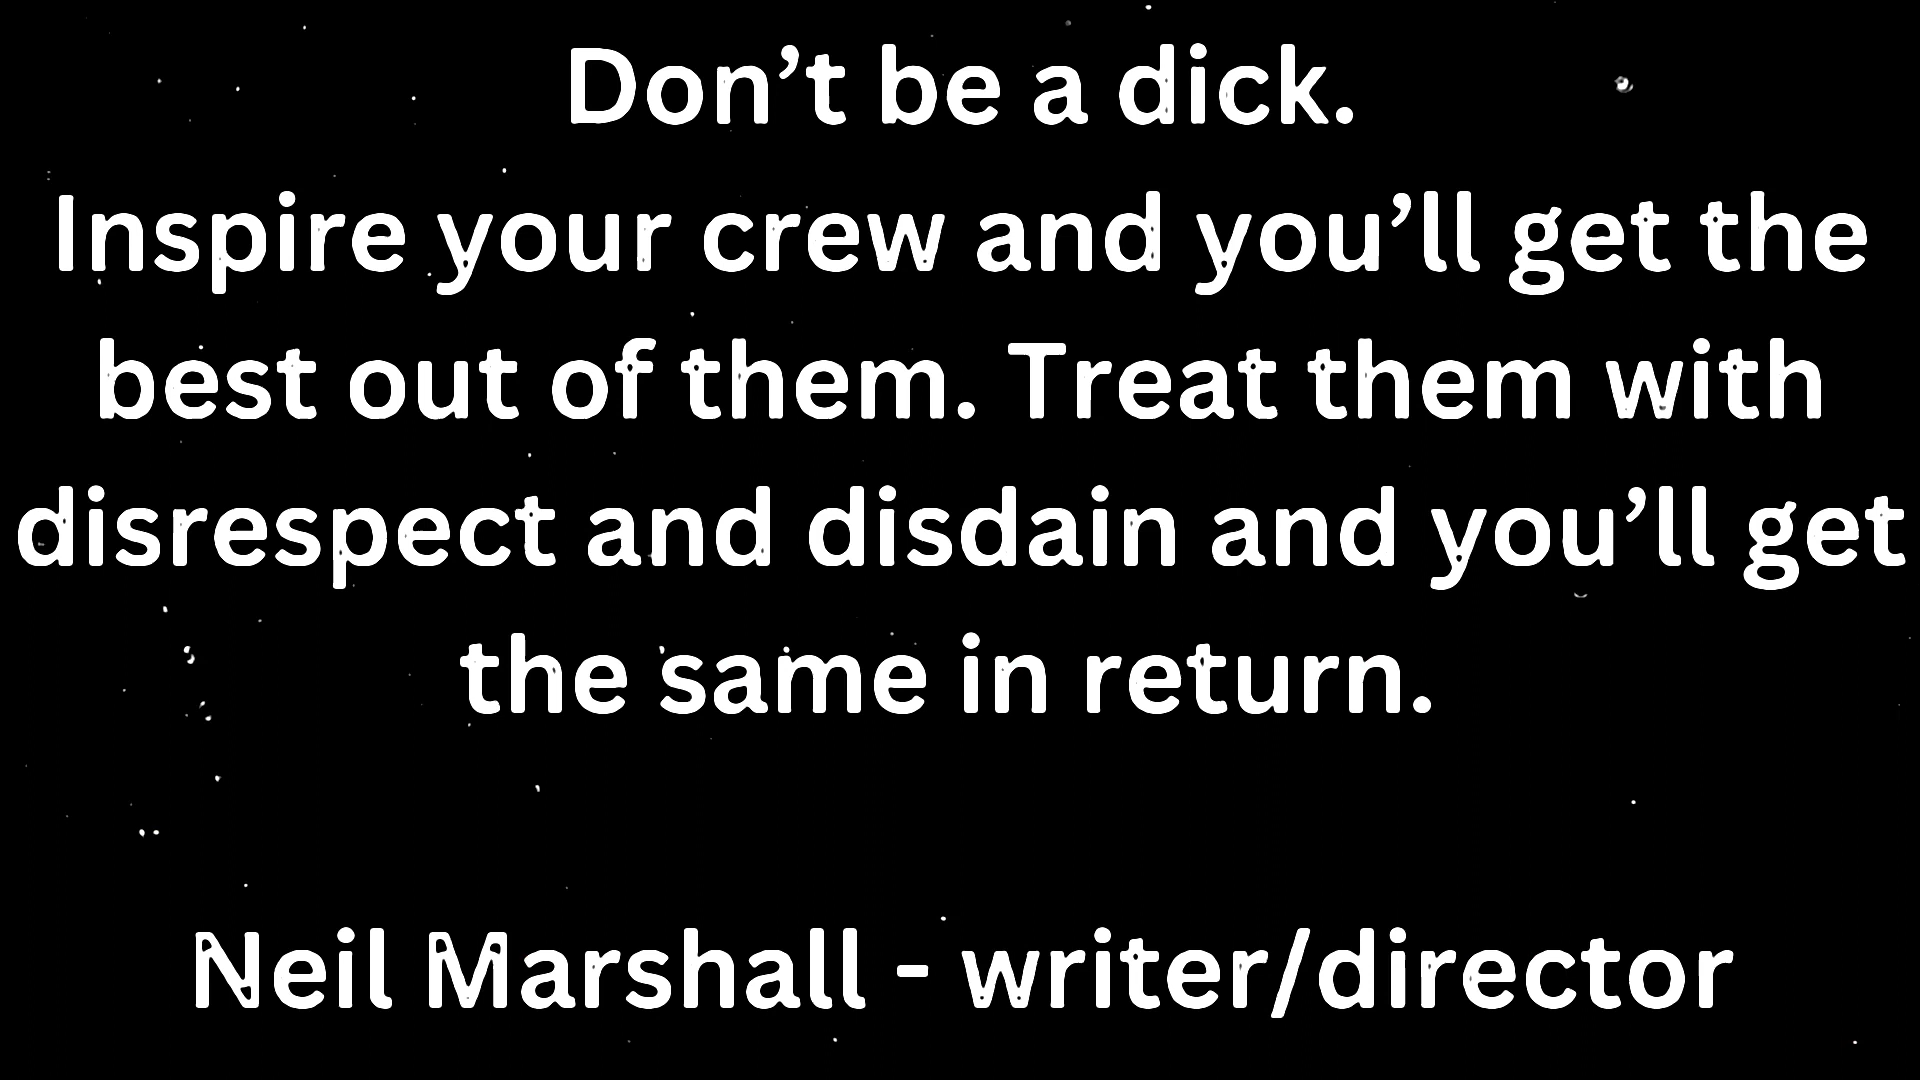 Don’t be a dick.
Inspire your crew and you’ll get the
best out of them. Treat them with
disrespect and disdain and you’ll get
the same in return.
Neil Marshall - writer/director